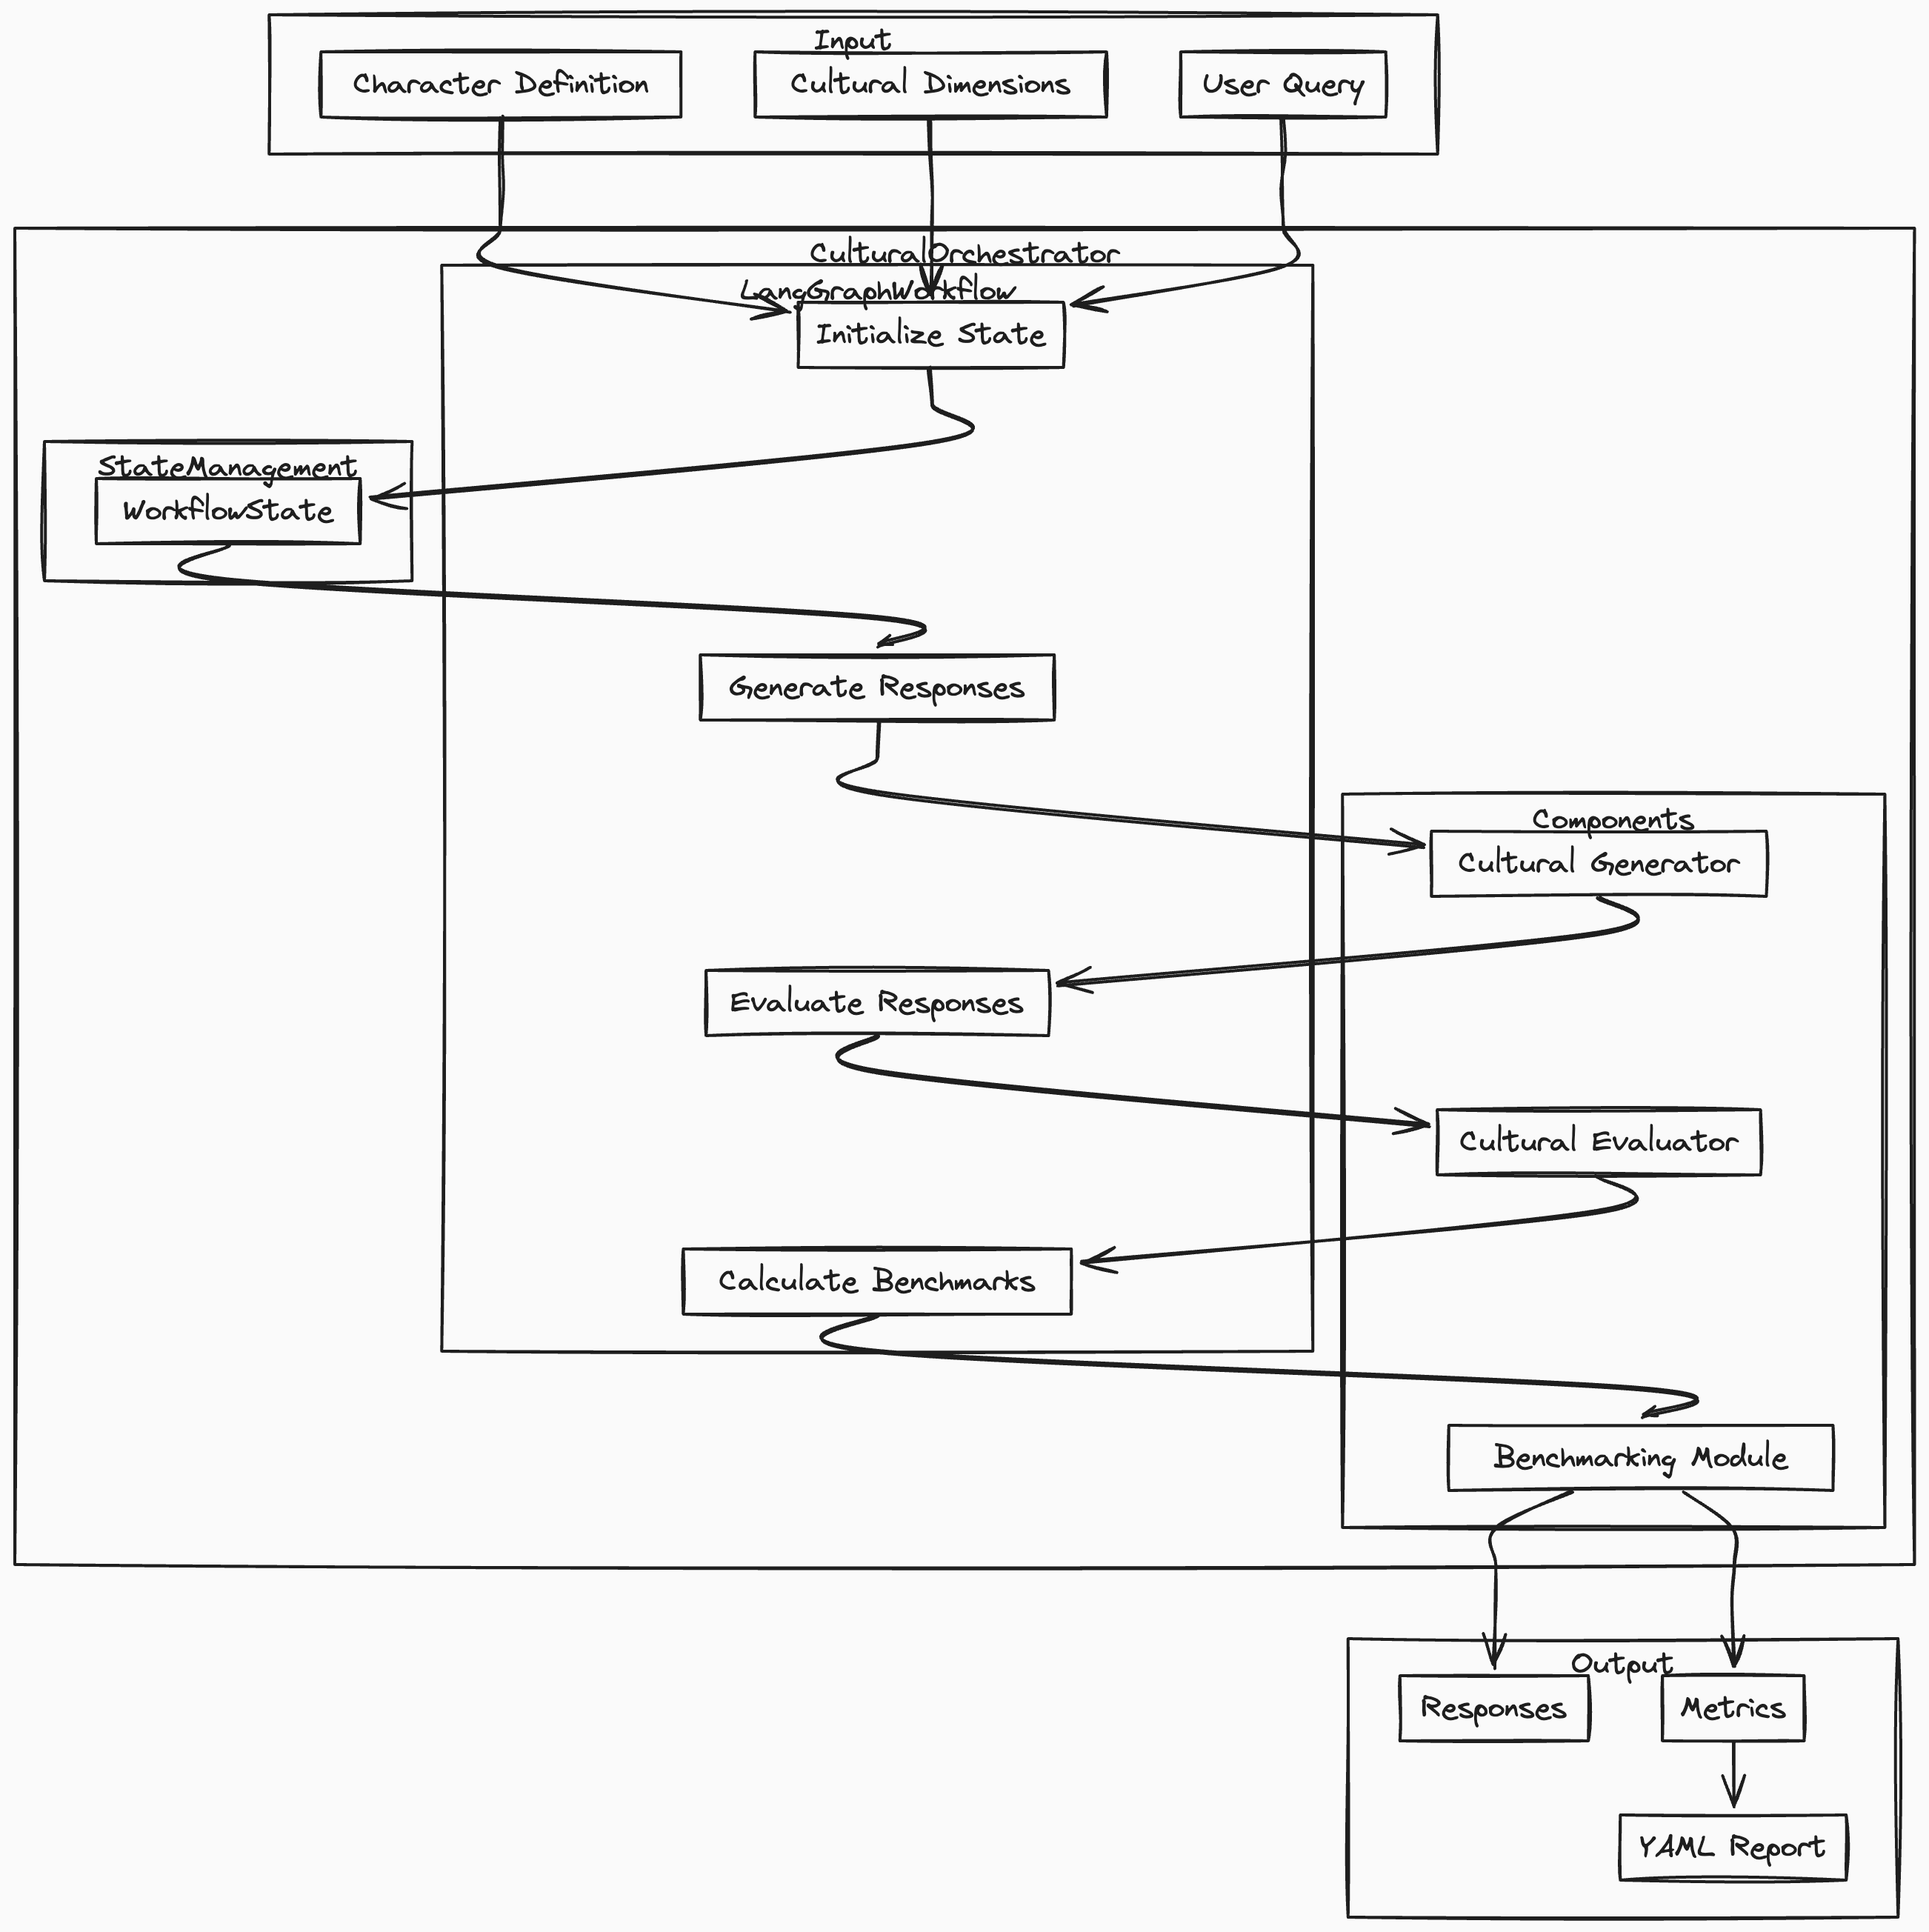 Input
Character Definition
Cultural Dimensions
User Query
CulturalOrchestrator
LangGraphWorkflow
Initialize State
StateManagement
WorkflowState
Generate Responses
Components
Cultural Generator
Evaluate Responses
Cultural Evaluator
Calculate Benchmarks
Benchmarking Module
Output
Responses
Metrics
YAML Report